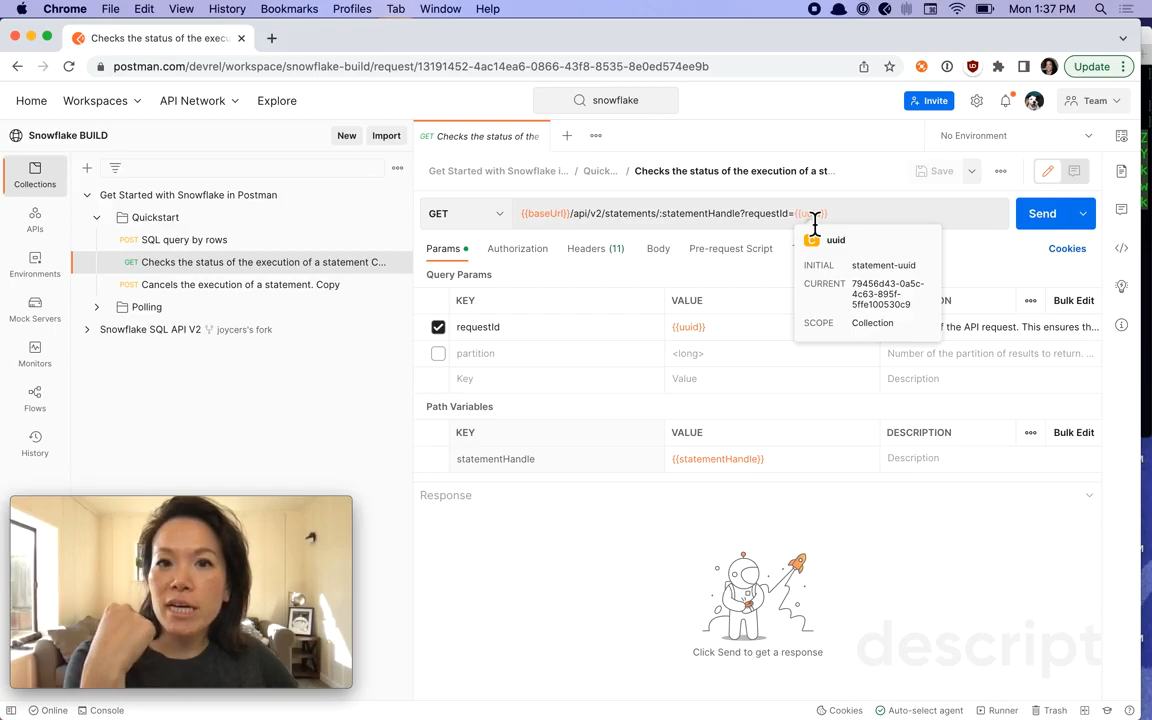 Chrome File Edit View History Bookmarks Profiles Tab Window Help Mon 1:37 PM
Checks the status of the execu
postman.com/devrel/workspace/snowflake-build/request/13191452-4ac14ea6-0866-43f8-8535-8e0ed574ee9b Update
Home Workspaces API Network Explore snowflake Invite Team
Snowflake BUILD New Import GET Checks the status of the No Environment
Collections
APIs
Environments
Mock Servers
Monitors
Flows
History
Get Started with Snowflake in Postman
Quickstart
POST SQL query by rows
GET Checks the status of the execution of a statement C...
POST Cancels the execution of a statement. Copy
Polling
Snowflake SQL API V2 joycers's fork
Get Started with Snowflake i... / Quick... / Checks the status of the execution of a st... Save
GET {{baseUrl}}/api/v2/statements/:statementHandle?requestId= Send
Params Authorization Headers (11) Body Pre-request Script Cookies
uuid
INITIAL statement-uuid
CURRENT 79456d43-0a5c-
4c63-895f-
5ffe100530c9
SCOPE Collection
Query Params
KEY VALUE Bulk Edit
requestId {{uuid}} of the API request. This ensures th...
partition <long> Number of the partition of results to return. ...
Key Value Description
Path Variables
KEY VALUE DESCRIPTION Bulk Edit
statementHandle {{statementHandle}} Description
Response
Click Send to get a response
descript
Online Console Cookies Auto-select agent Runner Trash